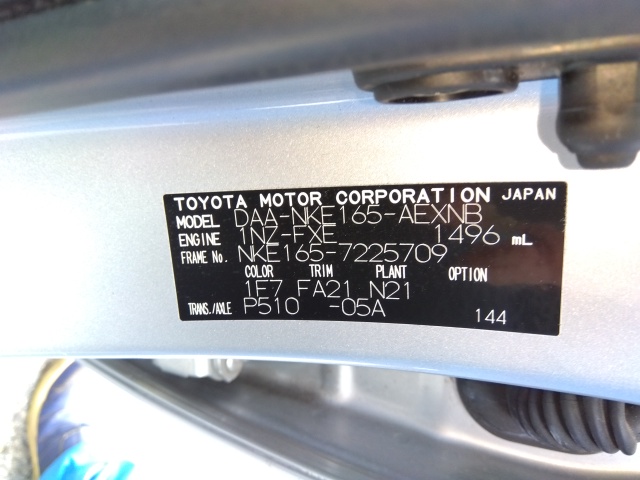 TOYOTA MOTOR CORPORATION JAPAN
MODEL DAA-NKE165-AEXNB
ENGINE 1NZ-FXE 1496 mL
FRAME No. NKE165-7225709
COLOR TRIM PLANT OPTION
1F7 FA21 N21
TRANS./AXLE P510 -05A 144